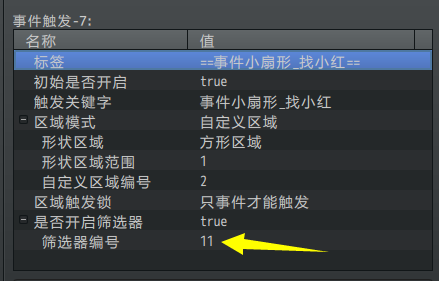 事件触发-7:
名称 值
标签 ==事件小扇形_找小红==
初始是否开启 true
触发关键字 事件小扇形_找小红
区域模式 自定义区域
形状区域 方形区域
形状区域范围 1
自定义区域编号 2
区域触发锁 只事件才能触发
是否开启筛选器 true
筛选器编号 11